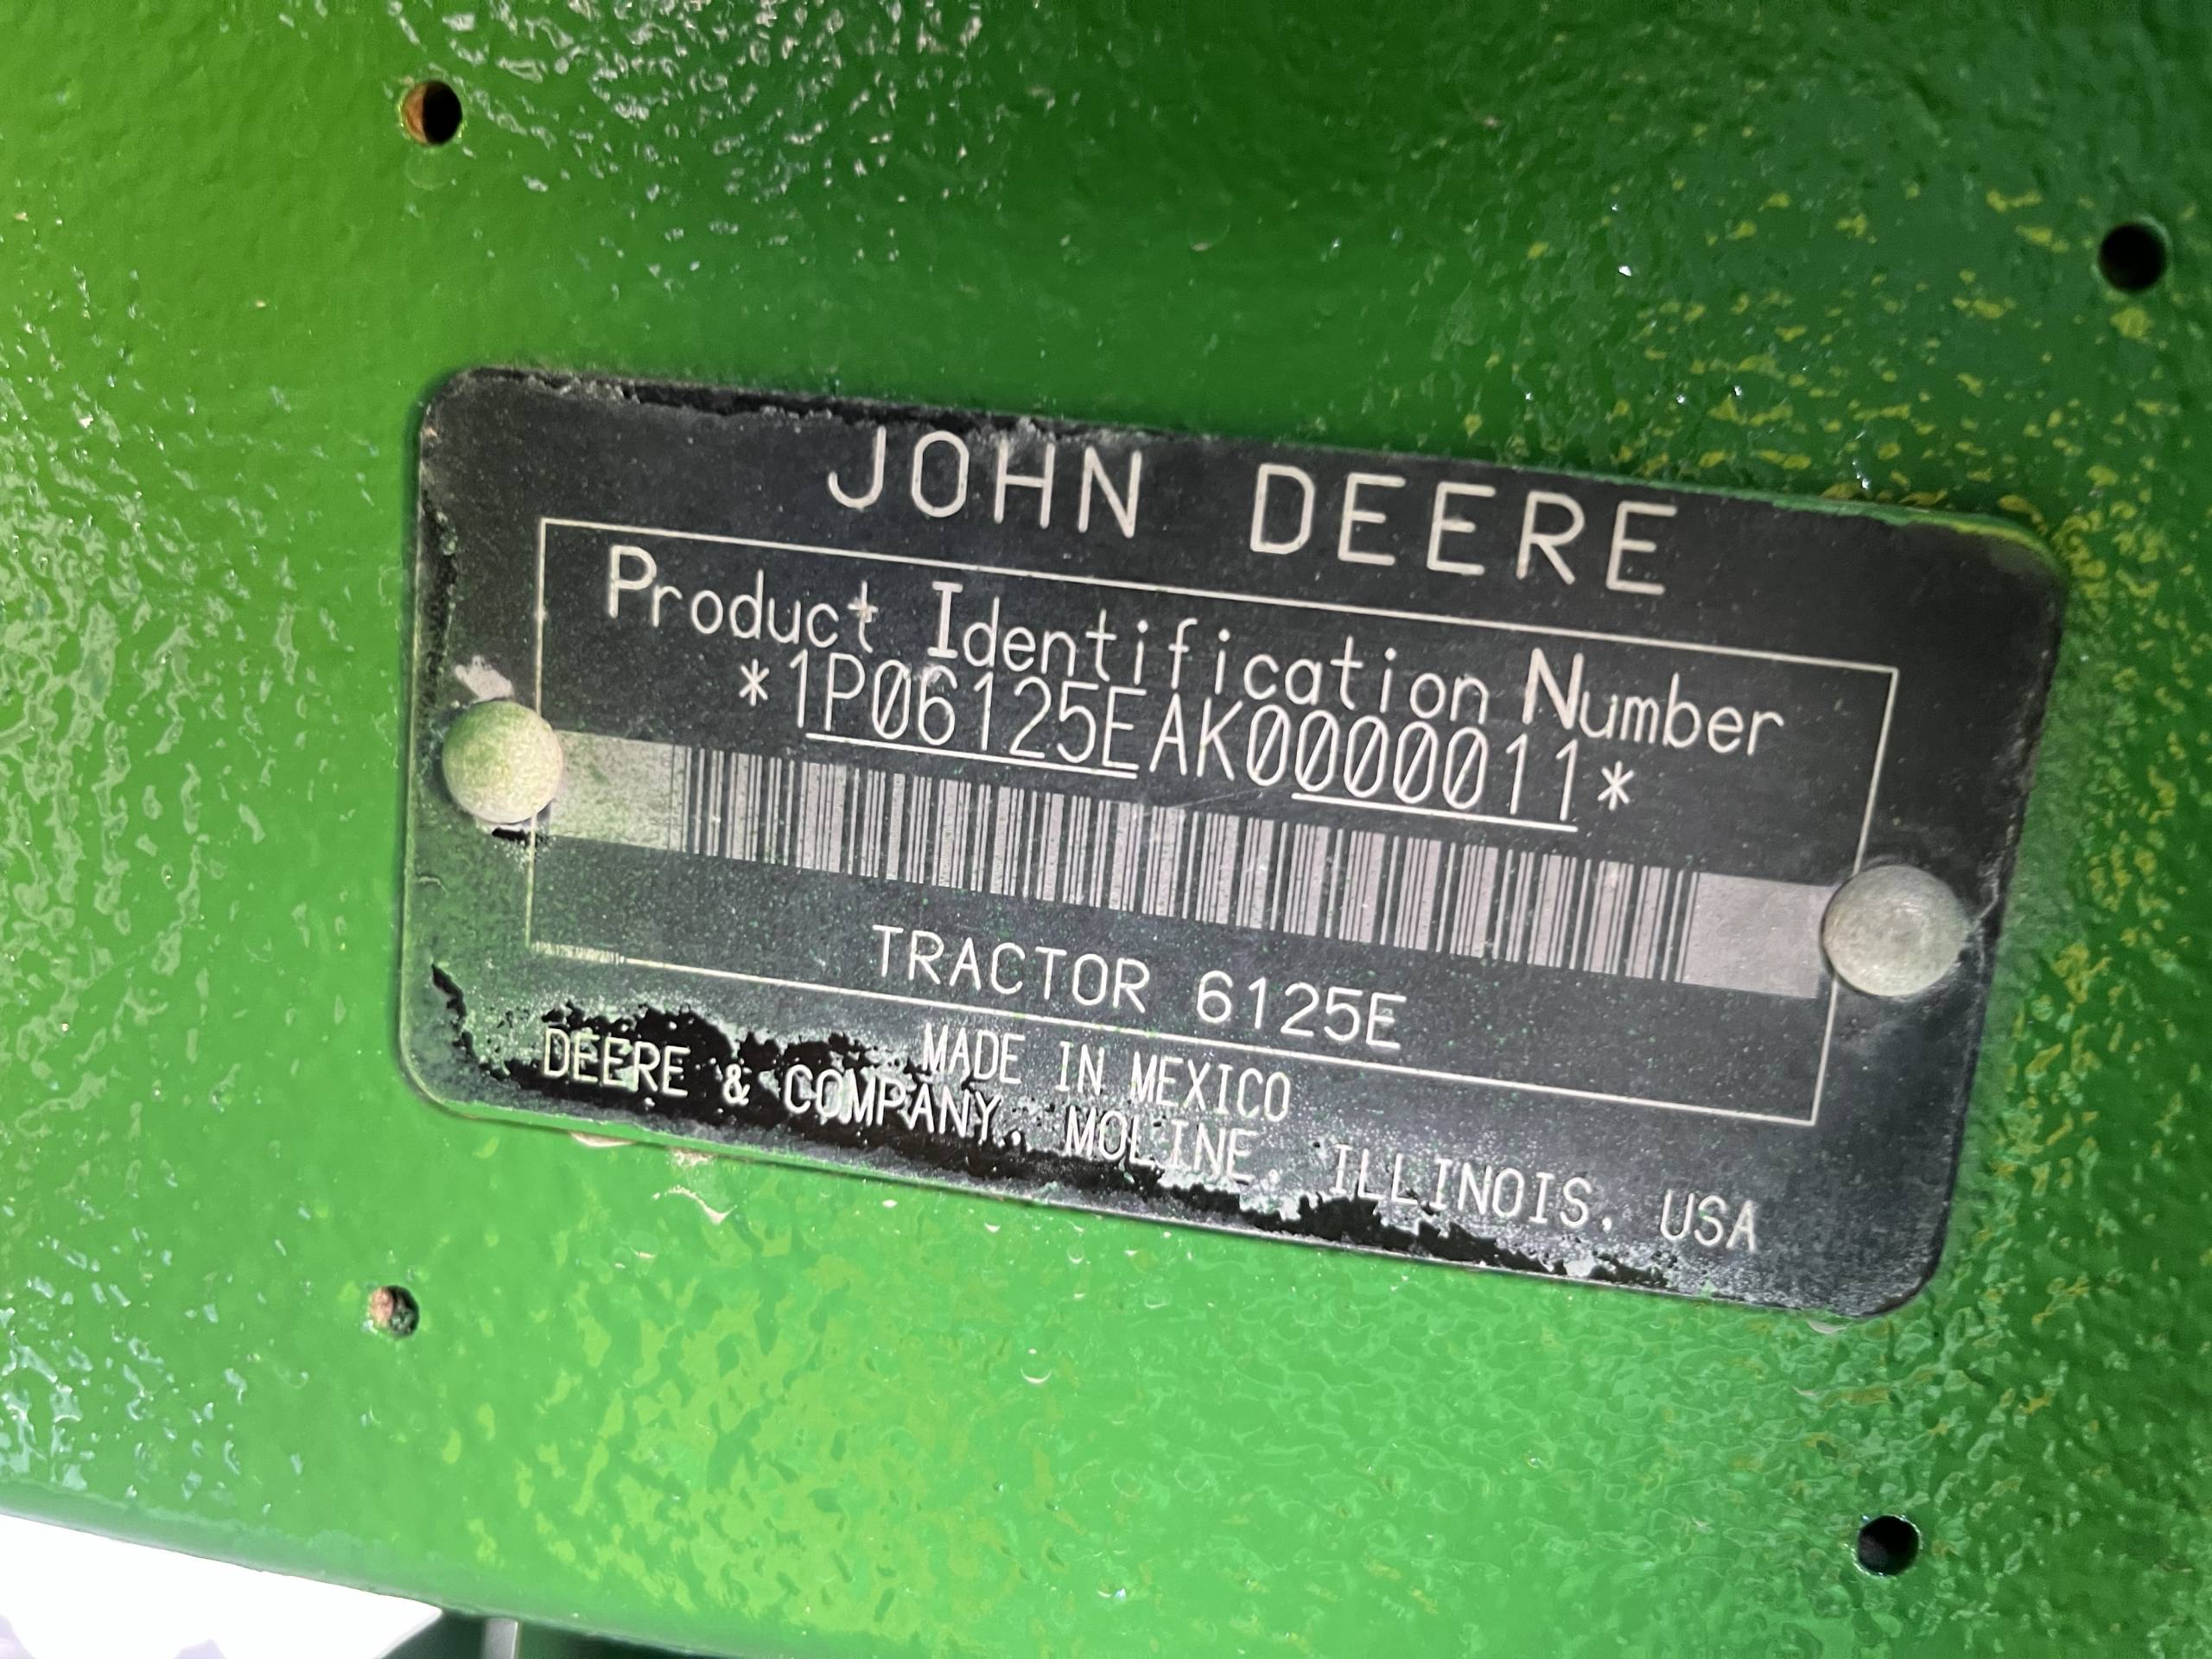 JOHN DEERE
Product Identification Number
*1P06125EAK0000011*
TRACTOR 6125E
MADE IN MEXICO
DEERE & COMPANY, MOLINE, ILLINOIS, USA